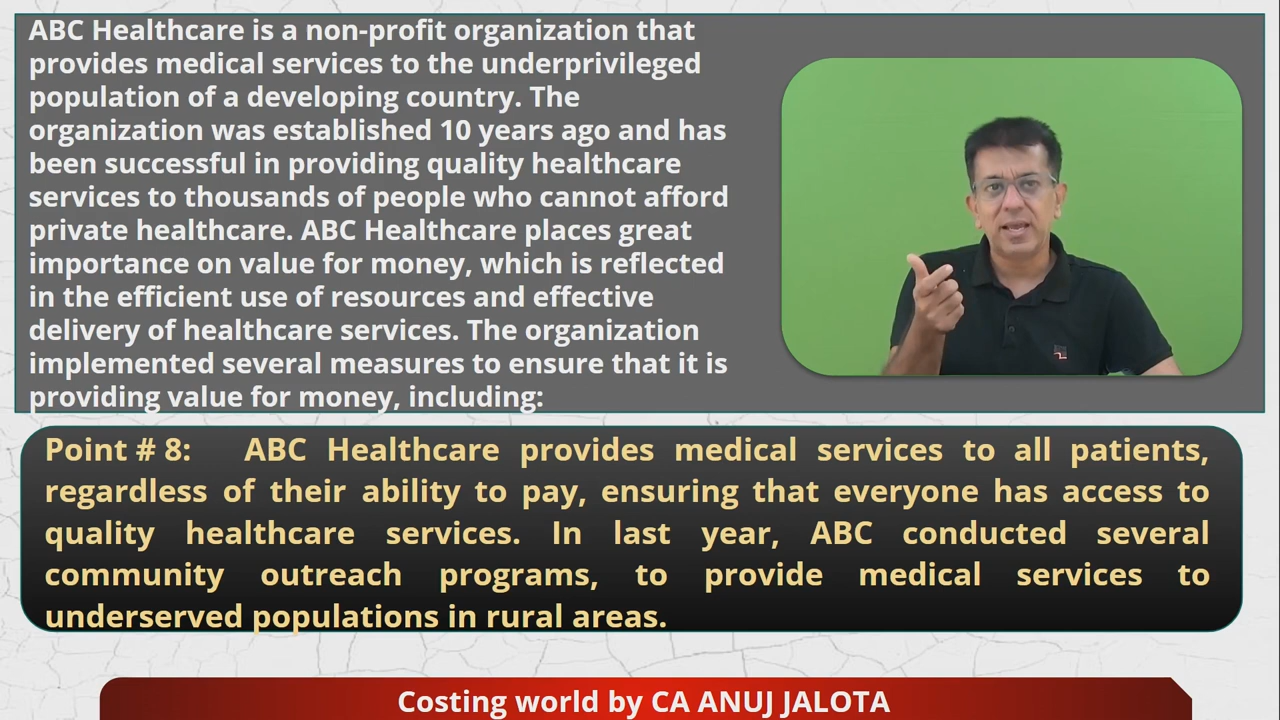 ABC Healthcare is a non-profit organization that
provides medical services to the underprivileged
population of a developing country. The
organization was established 10 years ago and has
been successful in providing quality healthcare
services to thousands of people who cannot afford
private healthcare. ABC Healthcare places great
importance on value for money, which is reflected
in the efficient use of resources and effective
delivery of healthcare services. The organization
implemented several measures to ensure that it is
providing value for money, including:
Point # 8: ABC Healthcare provides medical services to all patients,
regardless of their ability to pay, ensuring that everyone has access to
quality healthcare services. In last year, ABC conducted several
community outreach programs, to provide medical services to
underserved populations in rural areas.
Costing world by CA ANUJ JALOTA